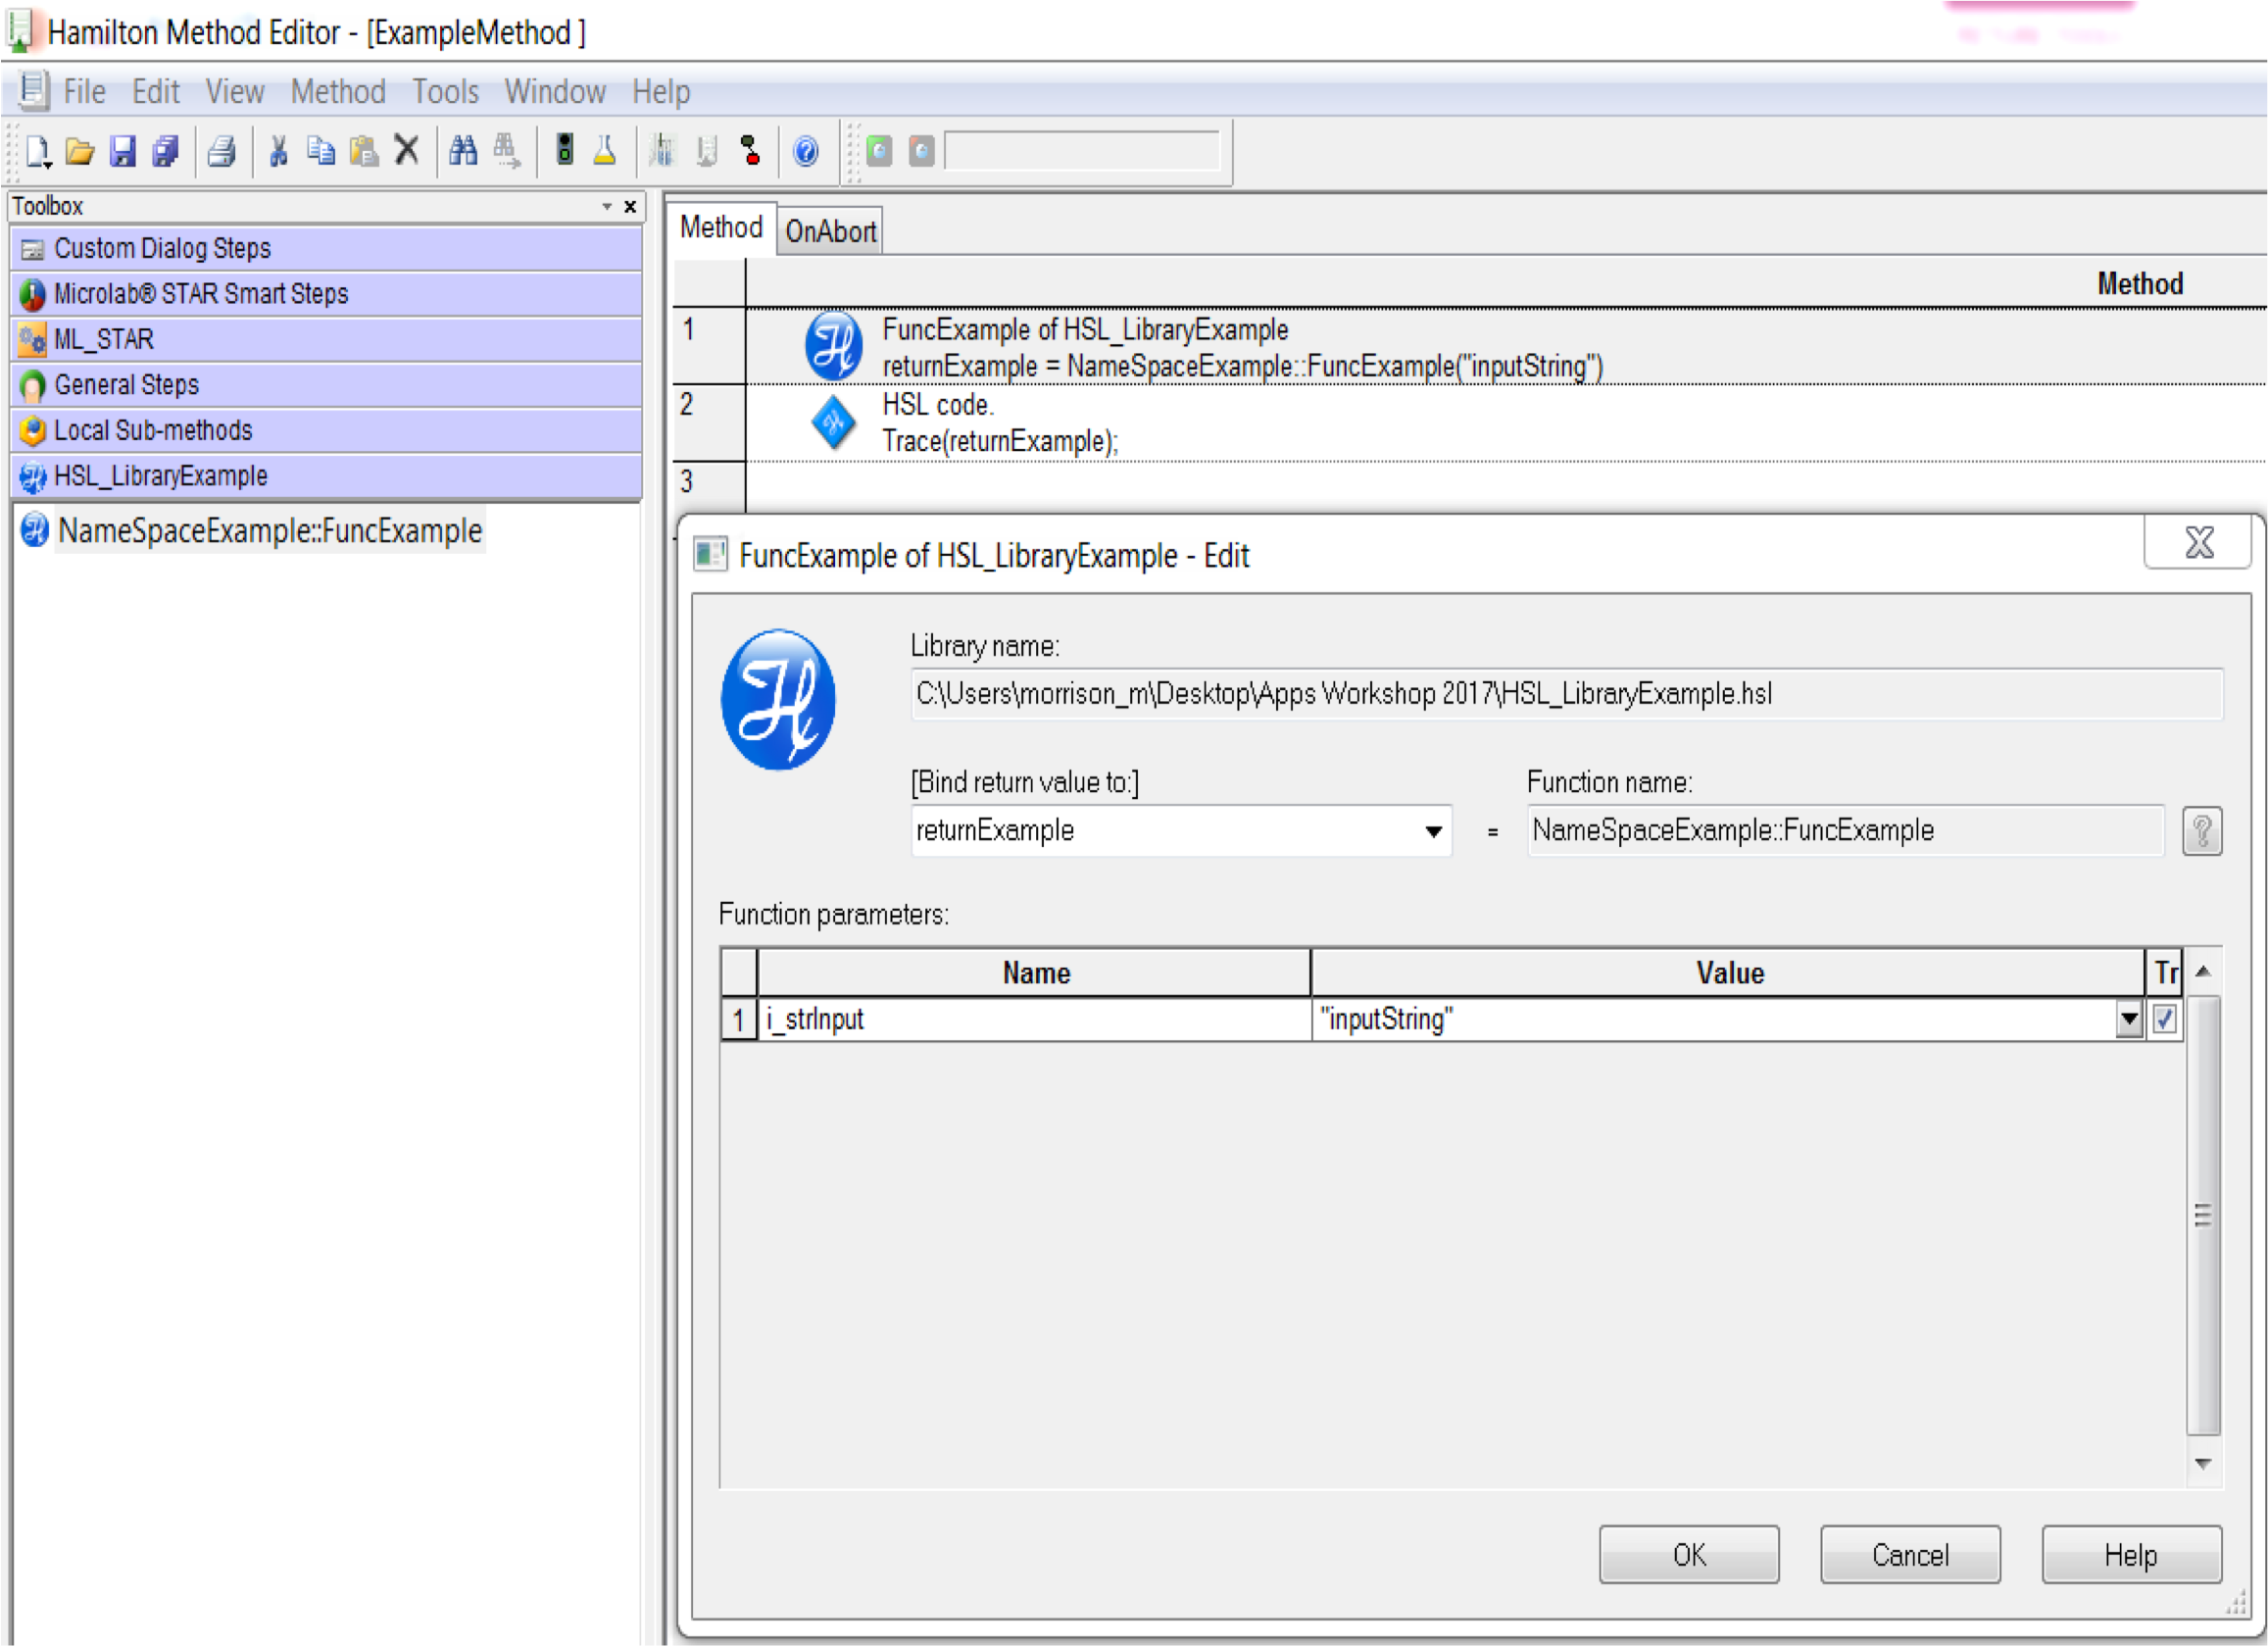 Hamilton Method Editor - [ExampleMethod ]
File Edit View Method Tools Window Help
Toolbox
Custom Dialog Steps
Microlab® STAR Smart Steps
ML_STAR
General Steps
Local Sub-methods
HSL_LibraryExample
NameSpaceExample::FuncExample
Method OnAbort
Method
1 FuncExample of HSL_LibraryExample
returnExample = NameSpaceExample::FuncExample("inputString")
2 HSL code.
Trace(returnExample);
3
FuncExample of HSL_LibraryExample - Edit
Library name:
C:\Users\morrison_m\Desktop\Apps Workshop 2017\HSL_LibraryExample.hsl
[Bind return value to:] Function name:
returnExample = NameSpaceExample::FuncExample ?
Function parameters:
Name Value Tr
1 i_strInput "inputString"
OK Cancel Help